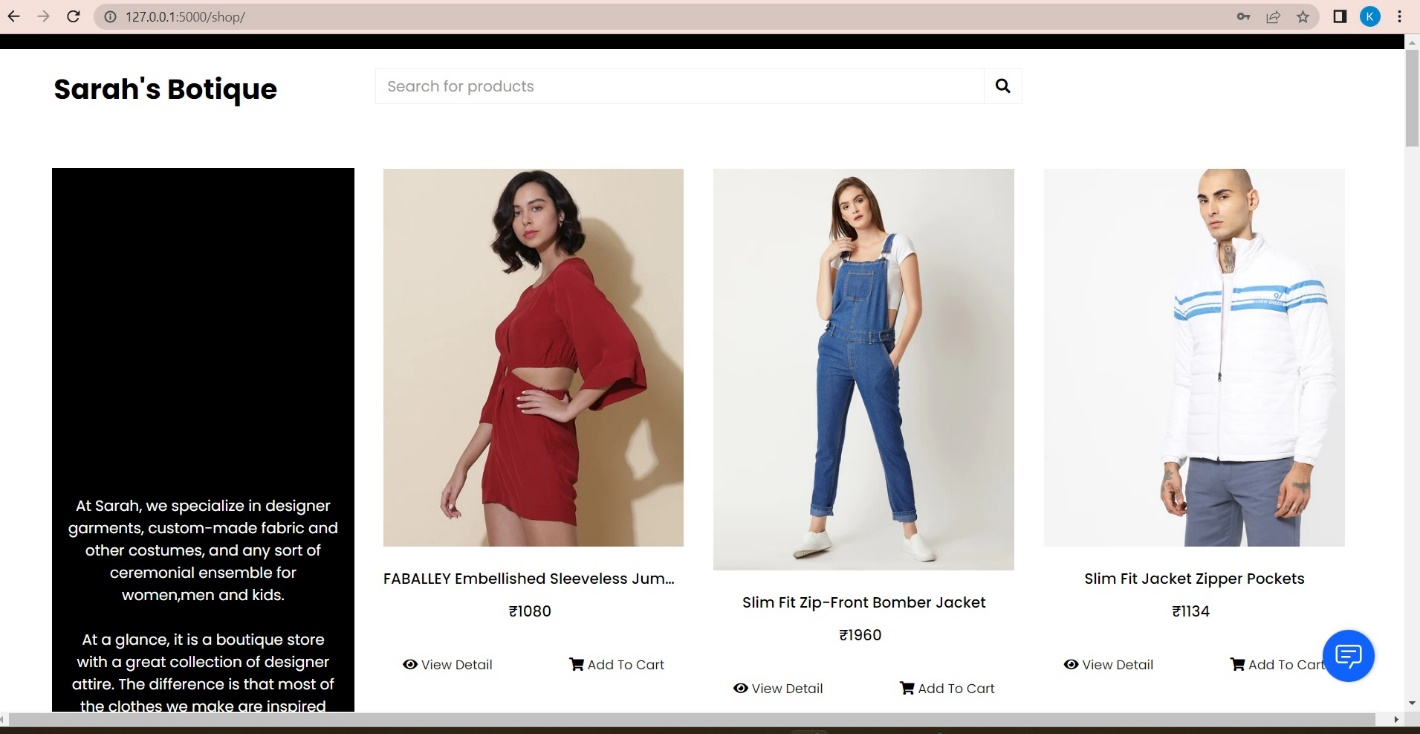 127.0.0.1:5000/shop/
K
Sarah's Botique
Search for products
At Sarah, we specialize in designer
garments, custom-made fabric and
other costumes, and any sort of
ceremonial ensemble for
women,men and kids.
At a glance, it is a boutique store
with a great collection of designer
attire. The difference is that most of
the clothes we make are inspired
FABALLEY Embellished Sleeveless Jum...
₹1080
View Detail
Add To Cart
Slim Fit Zip-Front Bomber Jacket
₹1960
View Detail
Add To Cart
Slim Fit Jacket Zipper Pockets
₹1134
View Detail
Add To Cart